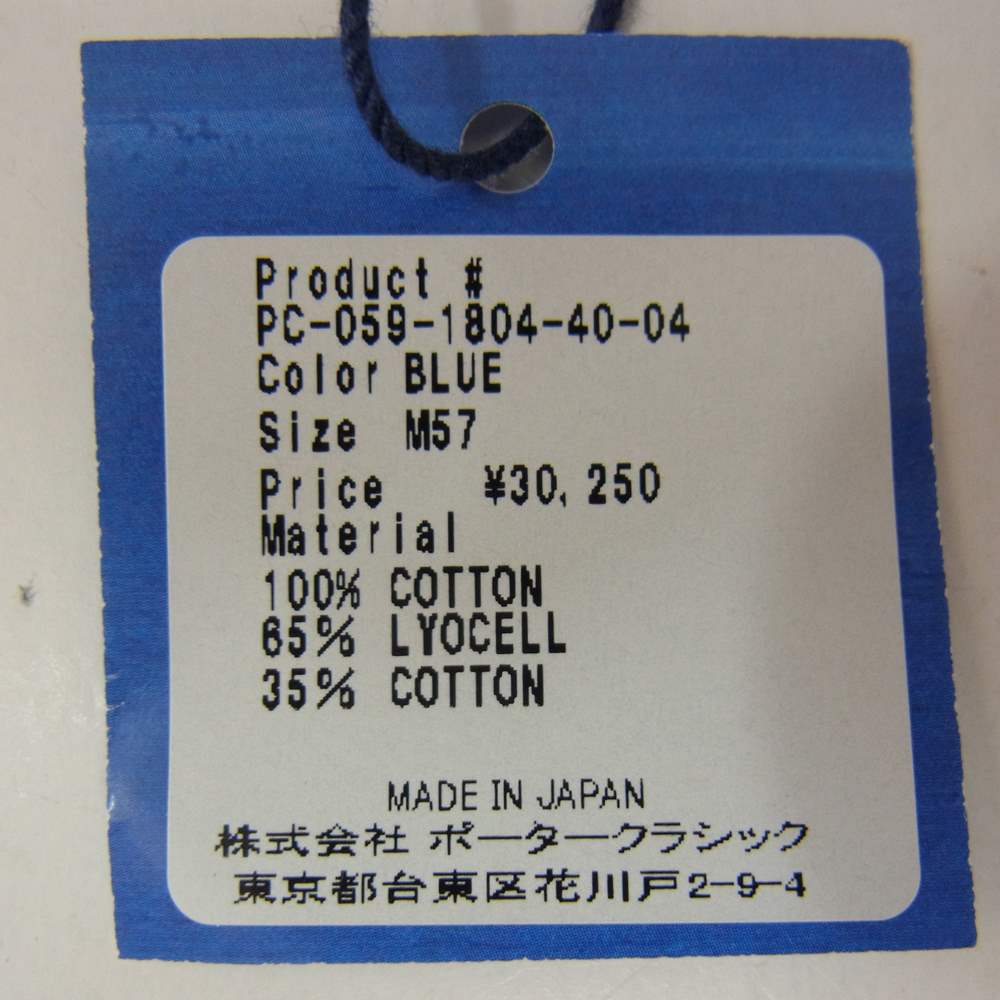 Product #
PC-059-1804-40-04
Color BLUE
Size M57
Price ¥30,250
Material
100% COTTON
65% LYOCELL
35% COTTON
MADE IN JAPAN
株式会社 ポータークラシック
東京都台東区花川戸2-9-4